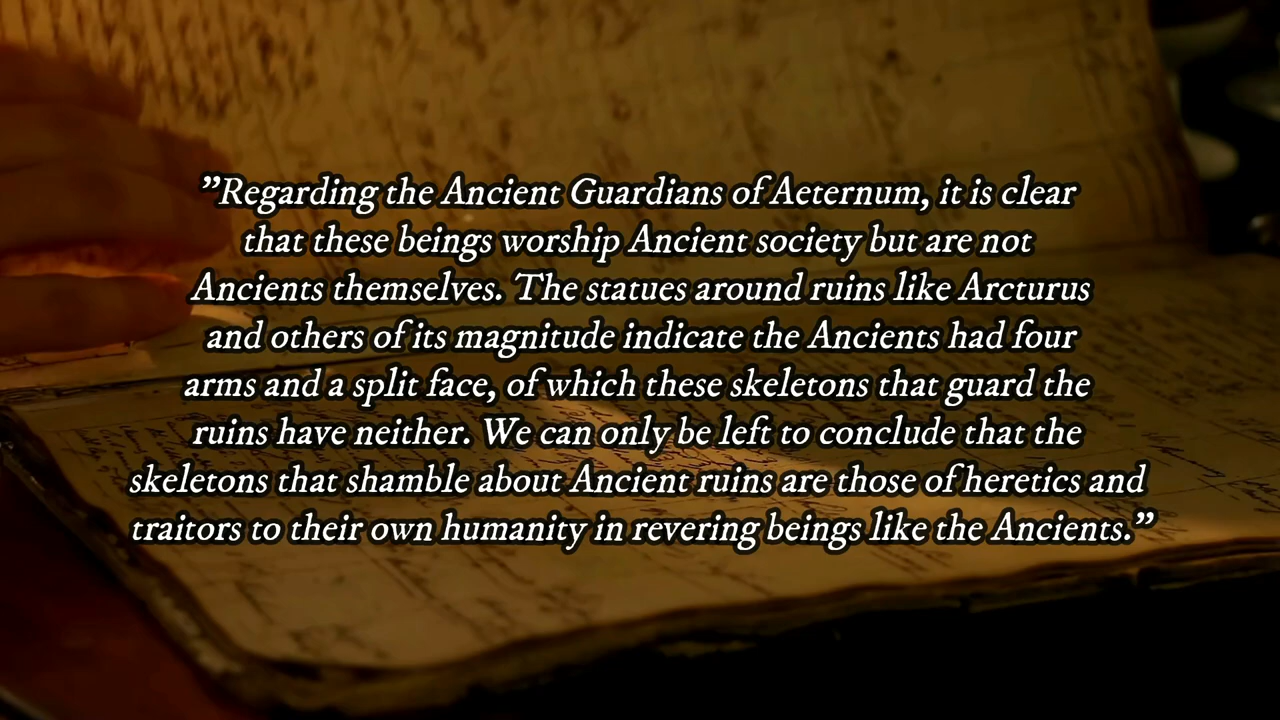 ”Regarding the Ancient Guardians of Aeternum, it is clear
that these beings worship Ancient society but are not
Ancients themselves. The statues around ruins like Arcturus
and others of its magnitude indicate the Ancients had four
arms and a split face, of which these skeletons that guard the
ruins have neither. We can only be left to conclude that the
skeletons that shamble about Ancient ruins are those of heretics and
traitors to their own humanity in revering beings like the Ancients.”